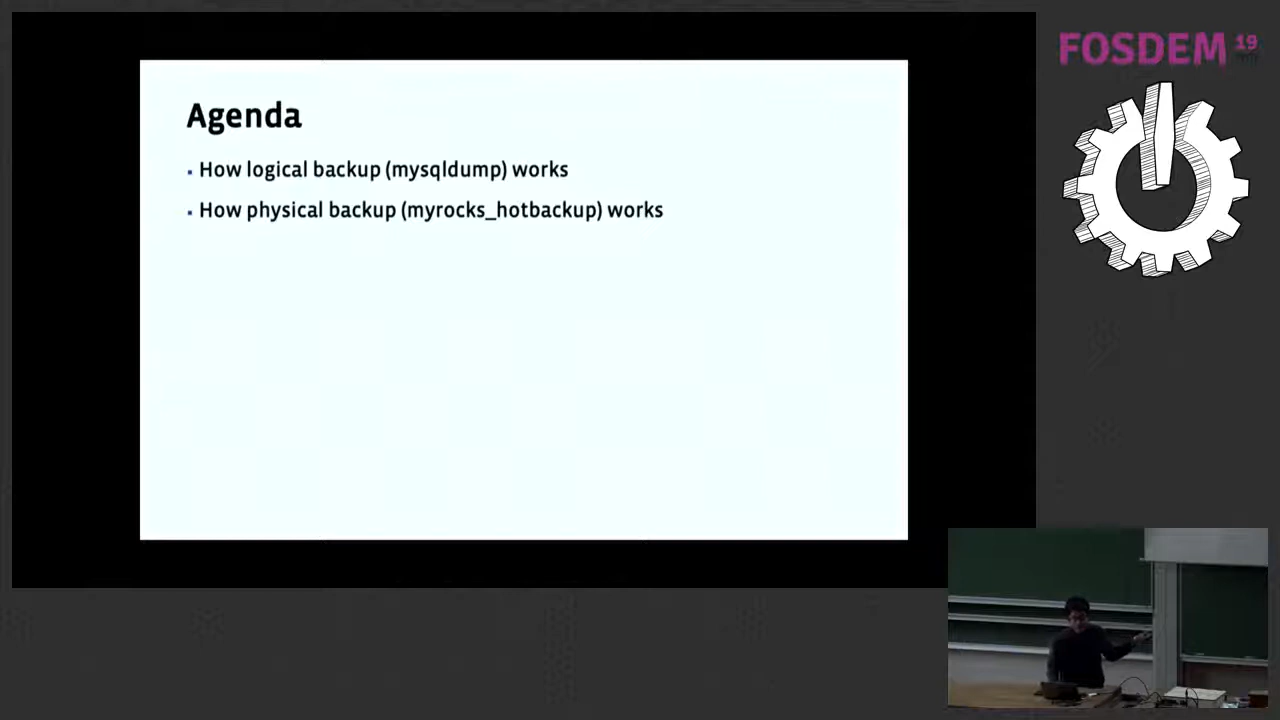 Agenda
▪ How logical backup (mysqldump) works
▪ How physical backup (myrocks_hotbackup) works
FOSDEM 19